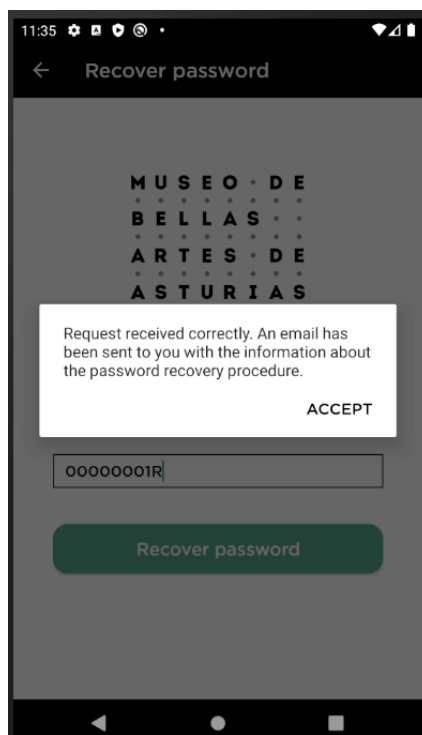 11:35
Recover password
MUSEO·DE
BELLAS··
ARTES·DE
ASTURIAS
Request received correctly. An email has
been sent to you with the information about
the password recovery procedure.
ACCEPT
00000001R
Recover password